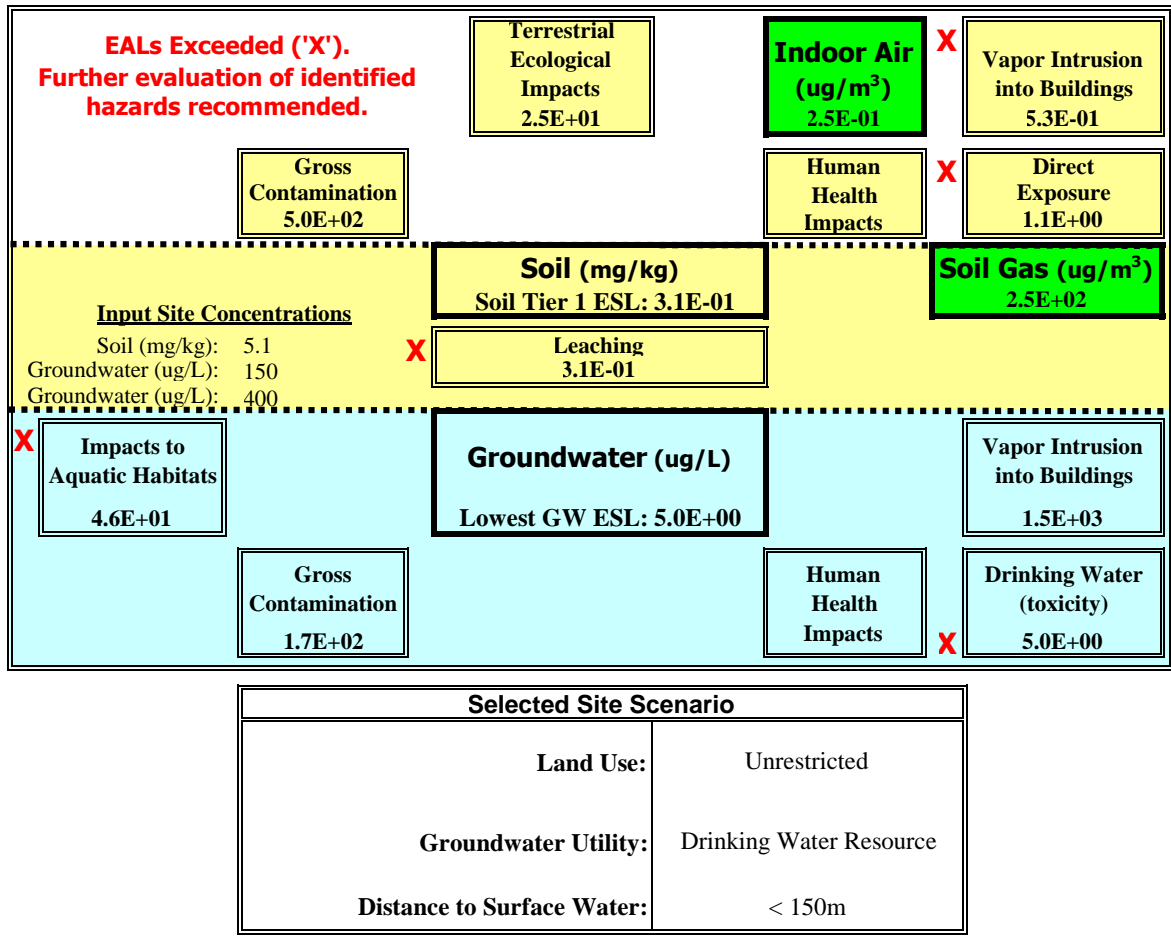 EALs Exceeded ('X').
Further evaluation of identified
hazards recommended.
Terrestrial
Ecological
Impacts
2.5E+01
Indoor Air
(ug/m³)
2.5E-01
X
Vapor Intrusion
into Buildings
5.3E-01
Gross
Contamination
5.0E+02
Human
Health
Impacts
X
Direct
Exposure
1.1E+00
Soil (mg/kg)
Soil Tier 1 ESL: 3.1E-01
Soil Gas (ug/m³)
2.5E+02
Input Site Concentrations
Soil (mg/kg): 5.1
Groundwater (ug/L): 150
Groundwater (ug/L): 400
X
Leaching
3.1E-01
X
Impacts to
Aquatic Habitats
4.6E+01
Groundwater (ug/L)
Lowest GW ESL: 5.0E+00
Vapor Intrusion
into Buildings
1.5E+03
Gross
Contamination
1.7E+02
Human
Health
Impacts
X
Drinking Water
(toxicity)
5.0E+00
Selected Site Scenario
Land Use: Unrestricted
Groundwater Utility: Drinking Water Resource
Distance to Surface Water: < 150m